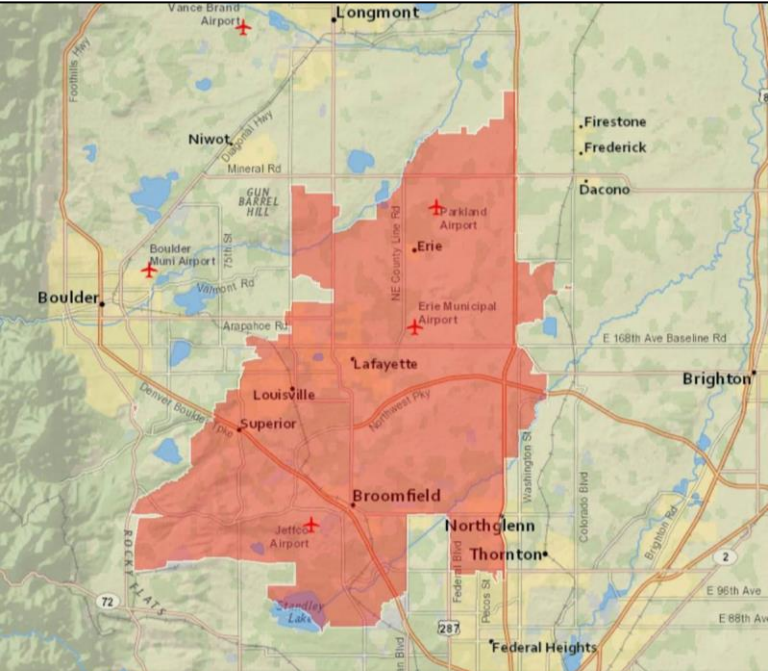 Vance Brand
Airport
Longmont
Foothills Hwy
Niwot
Diagonal Hwy
Mineral Rd
Firestone
Frederick
Dacono
GUN
BARREL
HILL
Parkland
Airport
NE County Line Rd
Erie
75th St
Boulder
Muni Airport
Valmont Rd
Boulder
Erie Municipal
Airport
Arapahoe Rd
E 168th Ave Baseline Rd
Lafayette
Brighton
Louisville
Denver Boulder Tpke
Northwest Pky
Superior
Washington St
Colorado Blvd
Broomfield
Jeffco
Airport
Northglenn
Thornton
Brighton Rd
ROCKY FLATS
Federal Blvd
Pecos St
2
72
Standley
Lake
E 96th Ave
E 88th Ave
287
Federal Heights